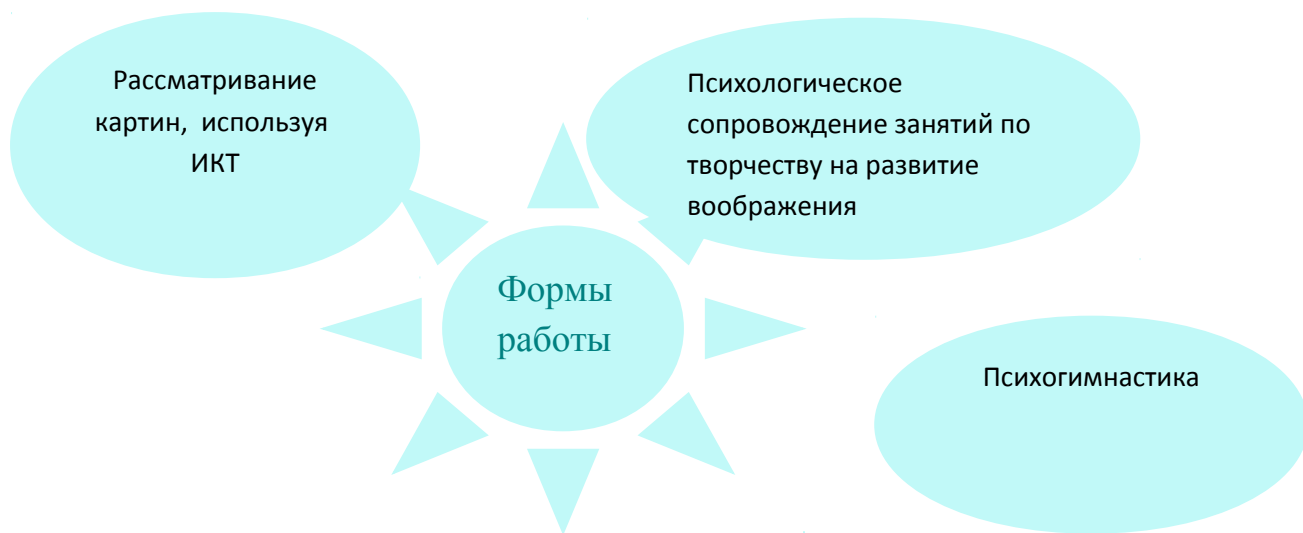 Рассматривание
картин, используя
ИКТ
Психологическое
сопровождение занятий по
творчеству на развитие
воображения
Формы
работы
Психогимнастика